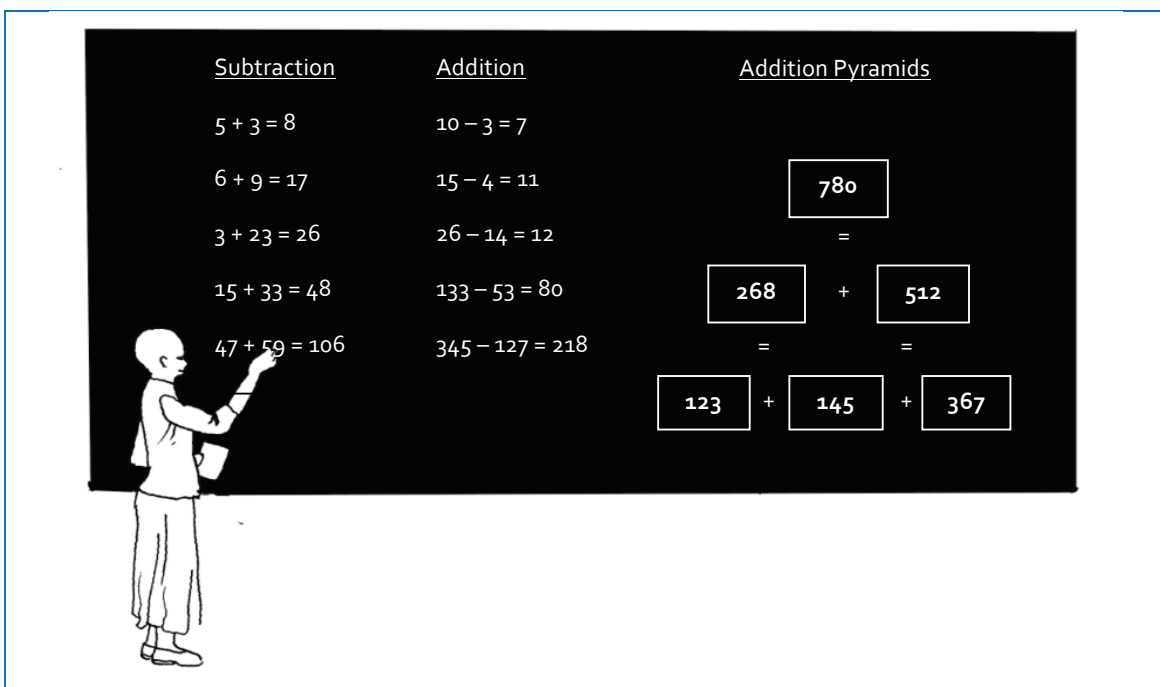 Subtraction Addition Addition Pyramids
5 + 3 = 8 10 – 3 = 7
6 + 9 = 17 15 – 4 = 11
780
3 + 23 = 26 26 – 14 = 12
=
15 + 33 = 48 133 – 53 = 80
268 + 512
47 + 59 = 106 345 – 127 = 218
= =
123 + 145 + 367